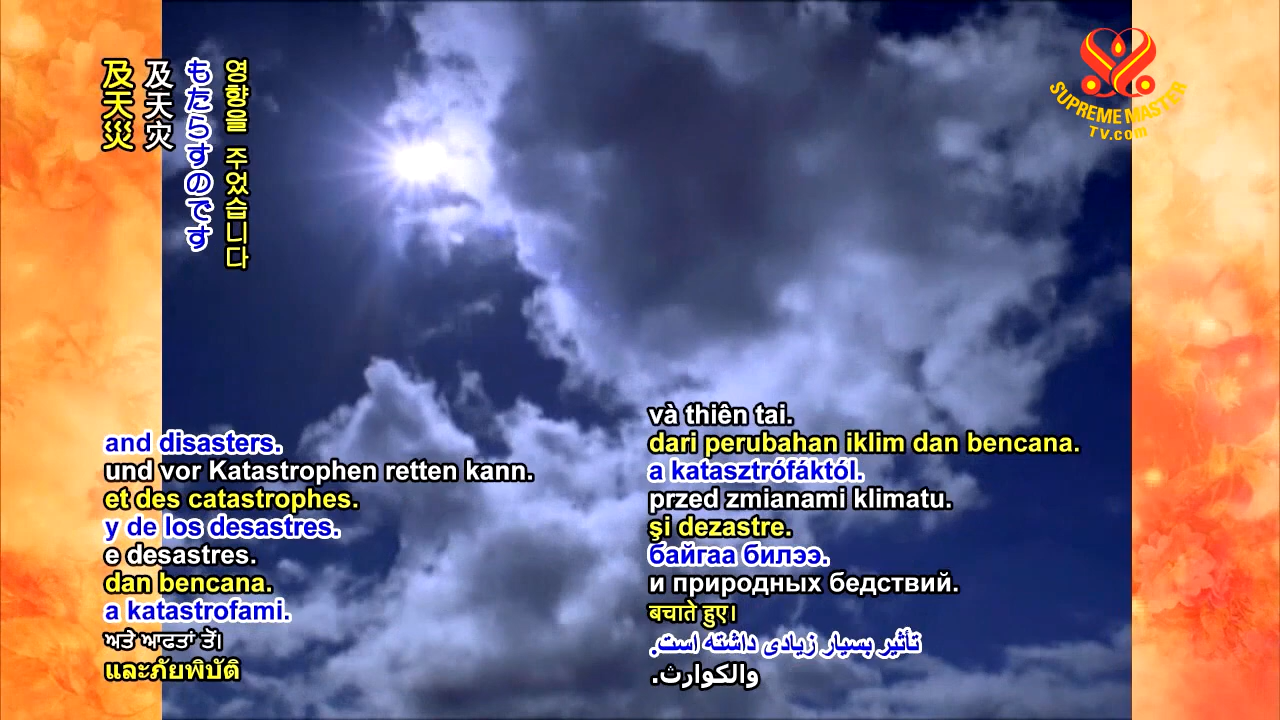 及天災
及天灾
もたらすのです
영향을 주었습니다
SUPREME MASTER
TV.com
and disasters.
und vor Katastrophen retten kann.
et des catastrophes.
y de los desastres.
e desastres.
dan bencana.
a katastrofami.
ਅਤੇ ਆਫਤਾਂ ਤੋਂ।
และภัยพิบัติ
và thiên tai.
dari perubahan iklim dan bencana.
a katasztrófáktól.
przed zmianami klimatu.
şi dezastre.
байгаа билээ.
и природных бедствий.
बचाते हुए।
تأثیر بسیار زیادی داشته است.
والكوارث.